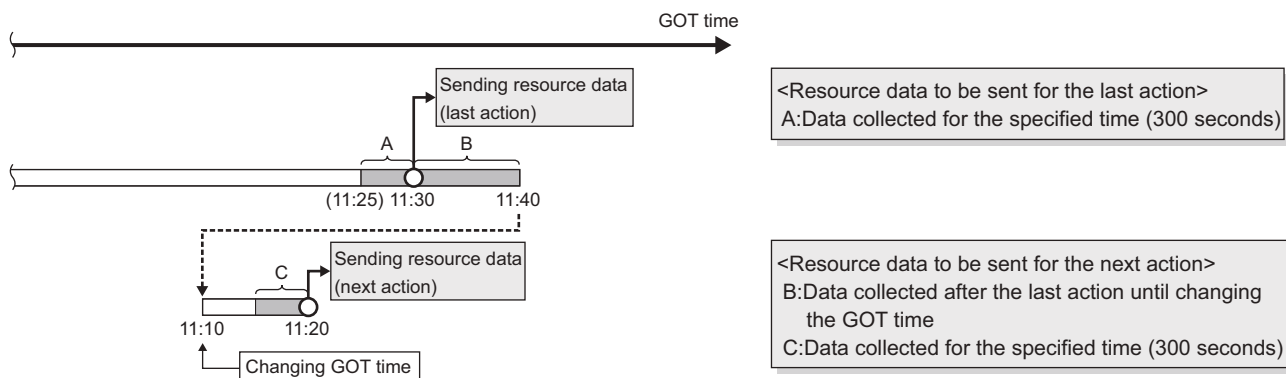 GOT time
Sending resource data
(last action)
A
B
(11:25) 11:30
11:40
<Resource data to be sent for the last action>
A:Data collected for the specified time (300 seconds)
Sending resource data
(next action)
C
11:10
11:20
Changing GOT time
<Resource data to be sent for the next action>
B:Data collected after the last action until changing
the GOT time
C:Data collected for the specified time (300 seconds)